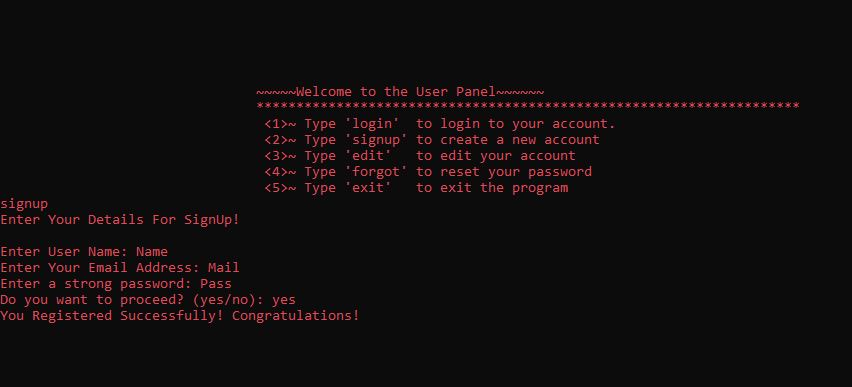 ~~~~~Welcome to the User Panel~~~~~~
********************************************************************
<1>~ Type 'login'  to login to your account.
<2>~ Type 'signup' to create a new account
<3>~ Type 'edit'   to edit your account
<4>~ Type 'forgot' to reset your password
<5>~ Type 'exit'   to exit the program
signup
Enter Your Details For SignUp!
Enter User Name: Name
Enter Your Email Address: Mail
Enter a strong password: Pass
Do you want to proceed? (yes/no): yes
You Registered Successfully! Congratulations!